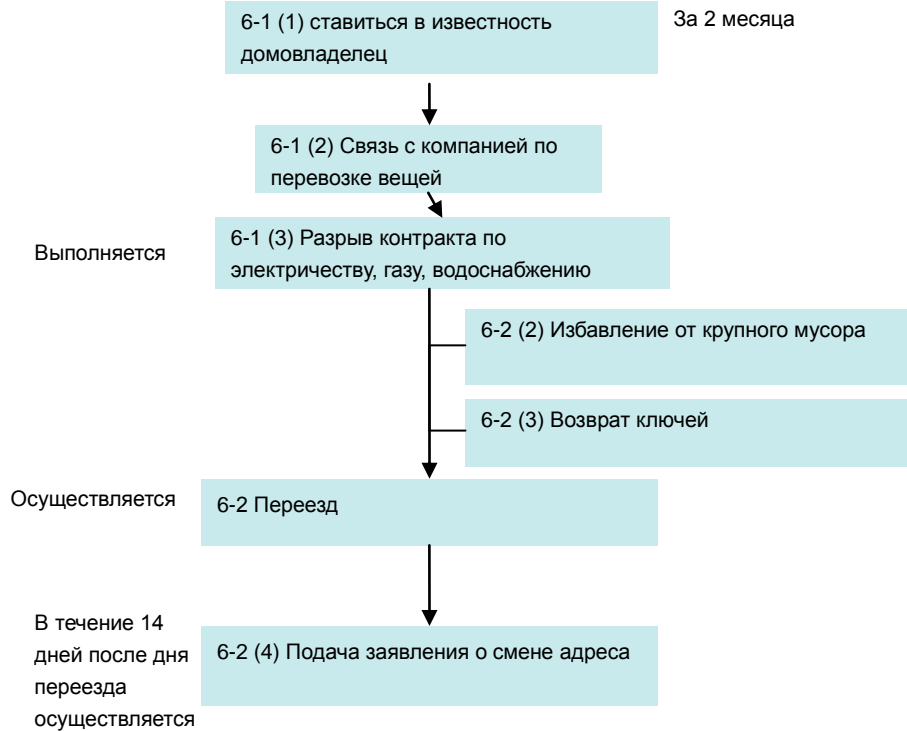 6-1 (1) ставиться в известность
домовладелец
За 2 месяца
6-1 (2) Связь с компанией по
перевозке вещей
Выполняется
6-1 (3) Разрыв контракта по
электричеству, газу, водоснабжению
6-2 (2) Избавление от крупного мусора
6-2 (3) Возврат ключей
Осуществляется
6-2 Переезд
В течение 14
дней после дня
переезда
осуществляется
6-2 (4) Подача заявления о смене адреса